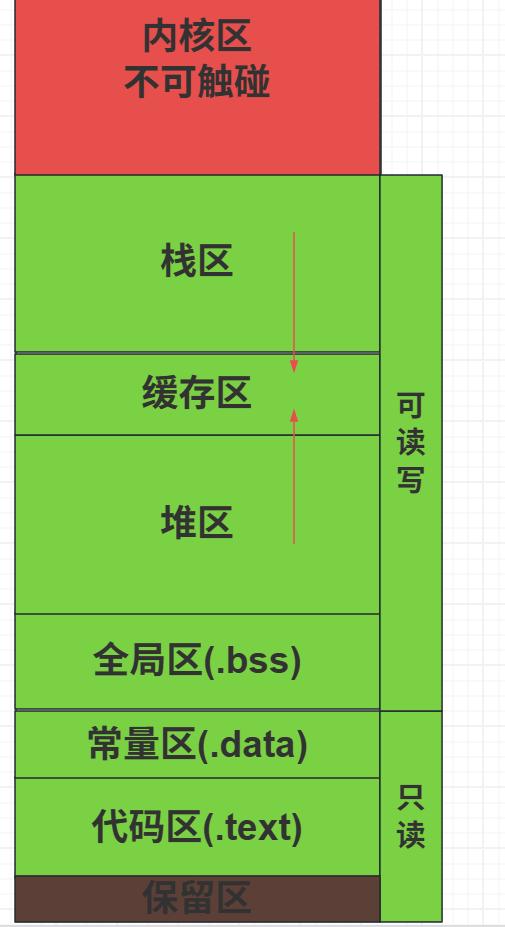 内核区
不可触碰
栈区
缓存区
堆区
全局区(.bss)
常量区(.data)
代码区(.text)
保留区
可
读
写
只
读